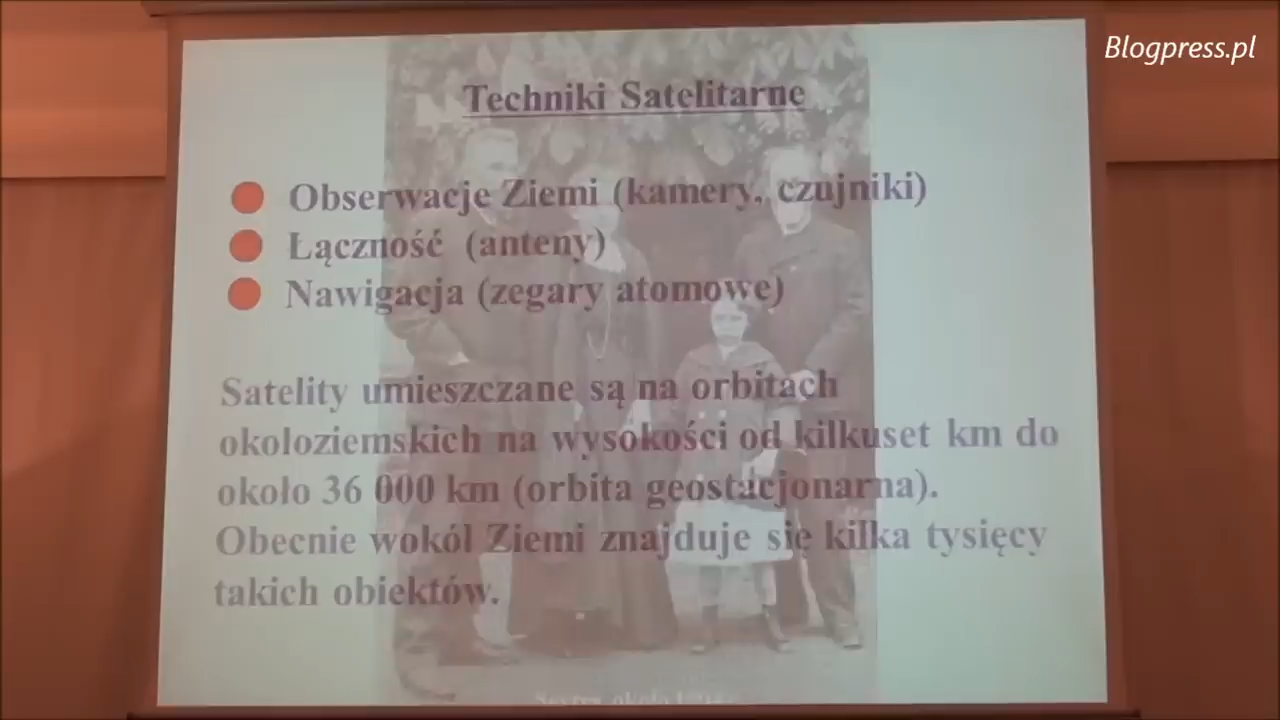 Blogpress.pl
Techniki Satelitarne
Obserwacje Ziemi (kamery, czujniki)
Łączność (anteny)
Nawigacja (zegary atomowe)
Satelity umieszczane są na orbitach
okołoziemskich na wysokości od kilkuset km do
około 36 000 km (orbita geostacjonarna).
Obecnie wokół Ziemi znajduje się kilka tysięcy
takich obiektów.
około